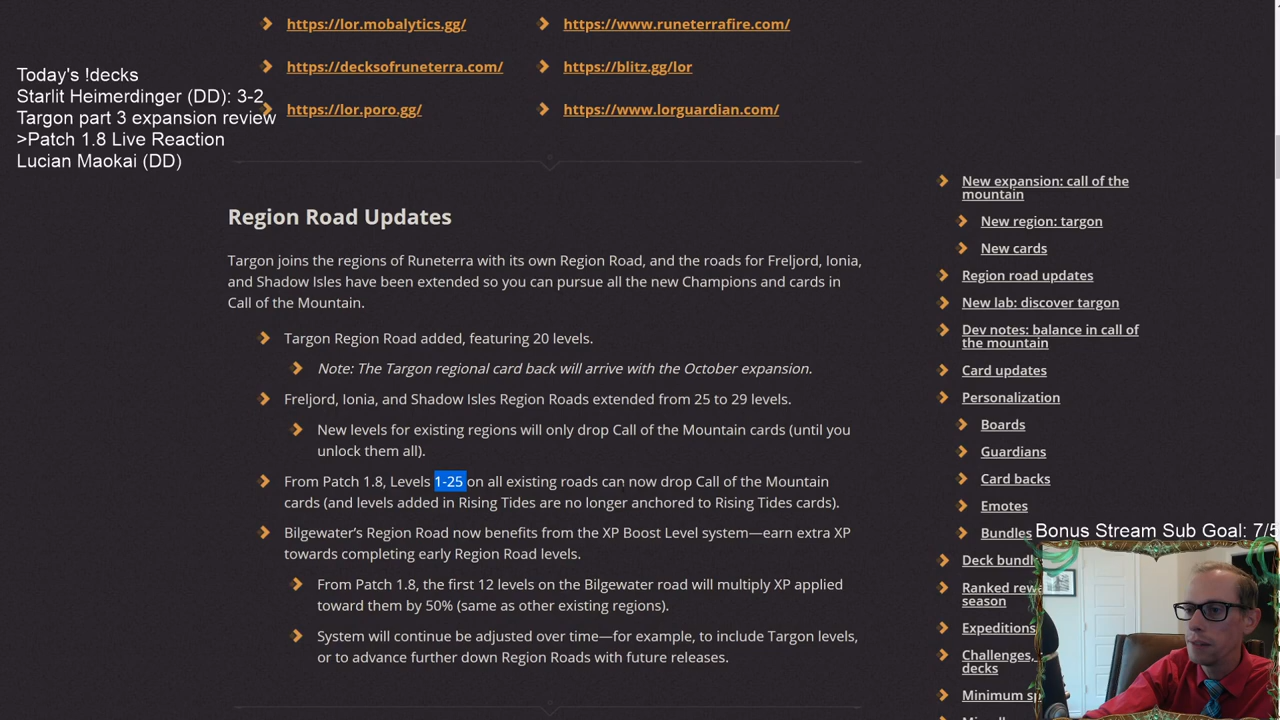 https://lor.mobalytics.gg/
https://www.runeterrafire.com/
https://decksofruneterra.com/
https://blitz.gg/lor
https://lor.poro.gg/
https://www.lorguardian.com/
Today's !decks
Starlit Heimerdinger (DD): 3-2
Targon part 3 expansion review
>Patch 1.8 Live Reaction
Lucian Maokai (DD)
Region Road Updates
Targon joins the regions of Runeterra with its own Region Road, and the roads for Freljord, Ionia,
and Shadow Isles have been extended so you can pursue all the new Champions and cards in
Call of the Mountain.
Targon Region Road added, featuring 20 levels.
Note: The Targon regional card back will arrive with the October expansion.
Freljord, Ionia, and Shadow Isles Region Roads extended from 25 to 29 levels.
New levels for existing regions will only drop Call of the Mountain cards (until you
unlock them all).
From Patch 1.8, Levels 1-25 on all existing roads can now drop Call of the Mountain
cards (and levels added in Rising Tides are no longer anchored to Rising Tides cards).
Bilgewater’s Region Road now benefits from the XP Boost Level system—earn extra XP
towards completing early Region Road levels.
From Patch 1.8, the first 12 levels on the Bilgewater road will multiply XP applied
toward them by 50% (same as other existing regions).
System will continue be adjusted over time—for example, to include Targon levels,
or to advance further down Region Roads with future releases.
New expansion: call of the
mountain
New region: targon
New cards
Region road updates
New lab: discover targon
Dev notes: balance in call of
the mountain
Card updates
Personalization
Boards
Guardians
Card backs
Emotes
Bundles
Bonus Stream Sub Goal: 7/5
Deck bundl
Ranked rew
season
Expeditions
Challenges,
decks
Minimum sp